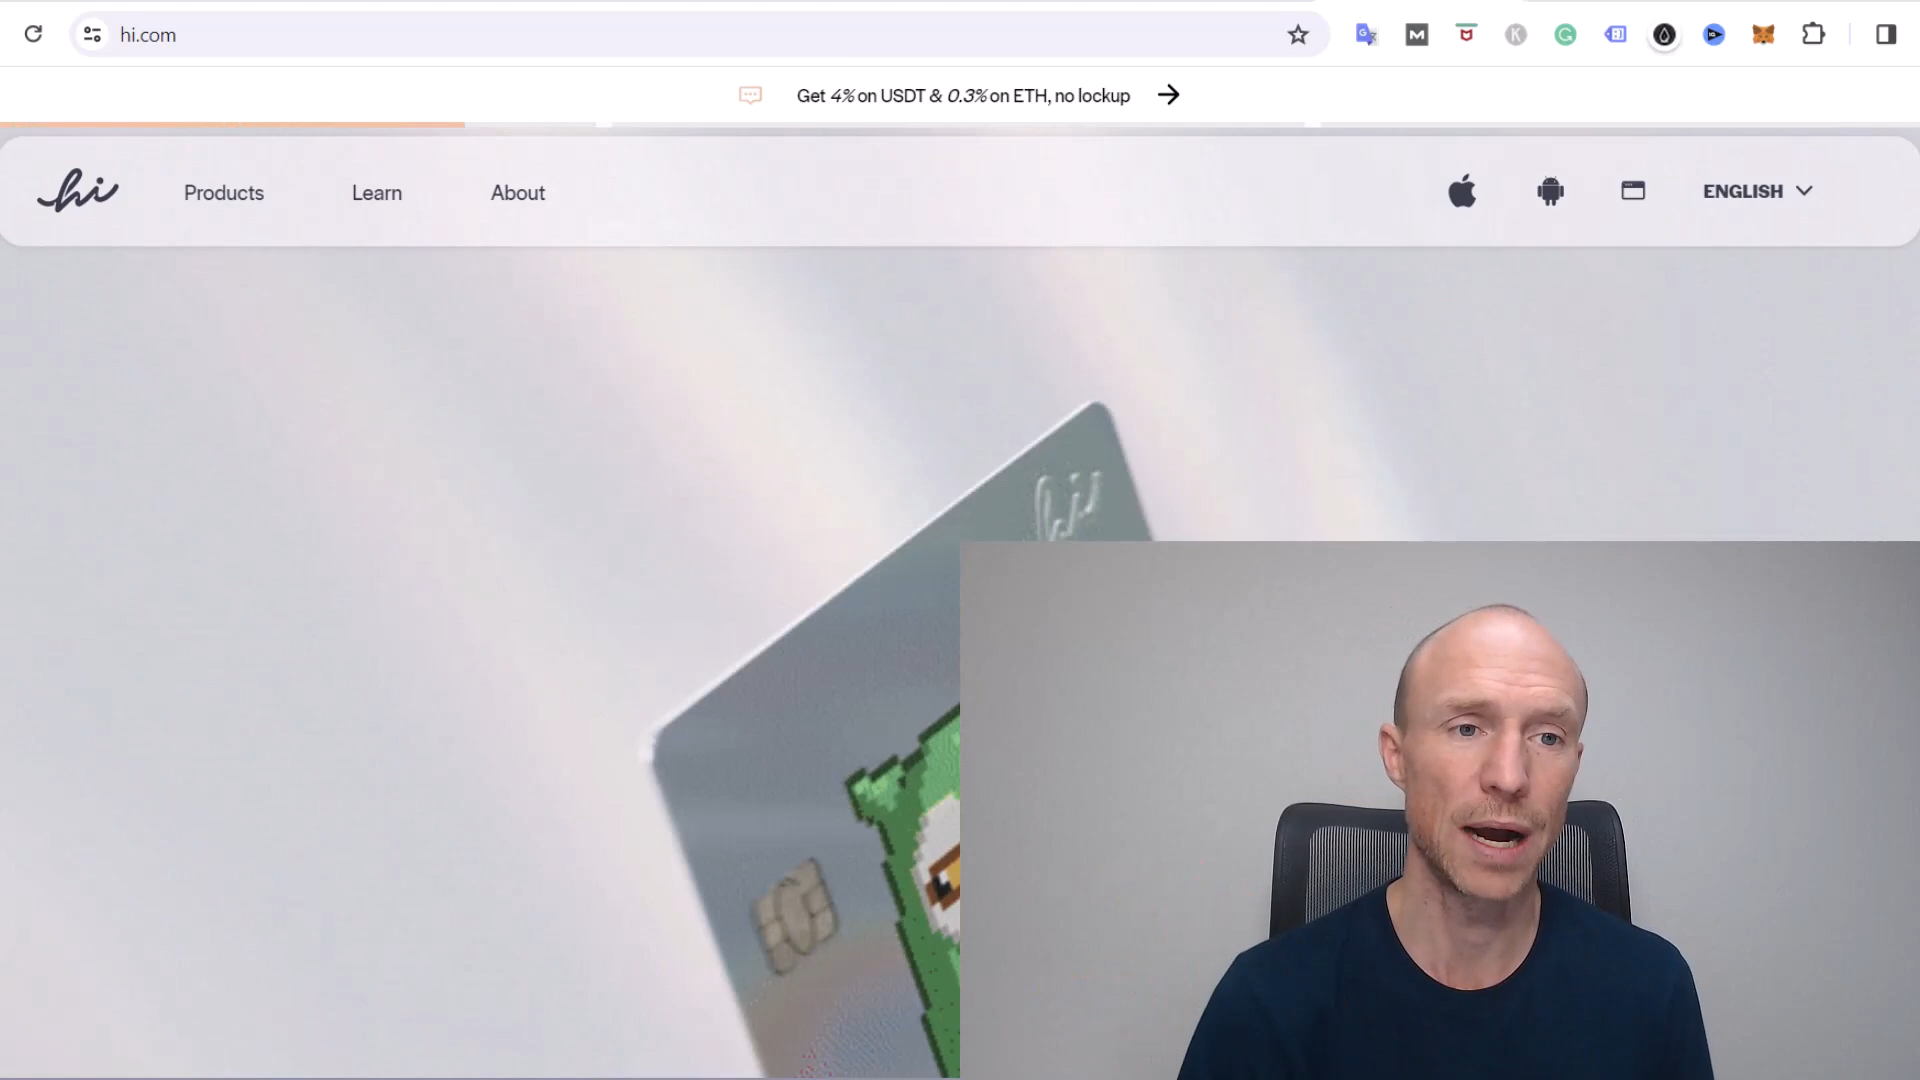 hi.com
Get 4% on USDT & 0.3% on ETH, no lockup
hi
Products
Learn
About
ENGLISH
hi